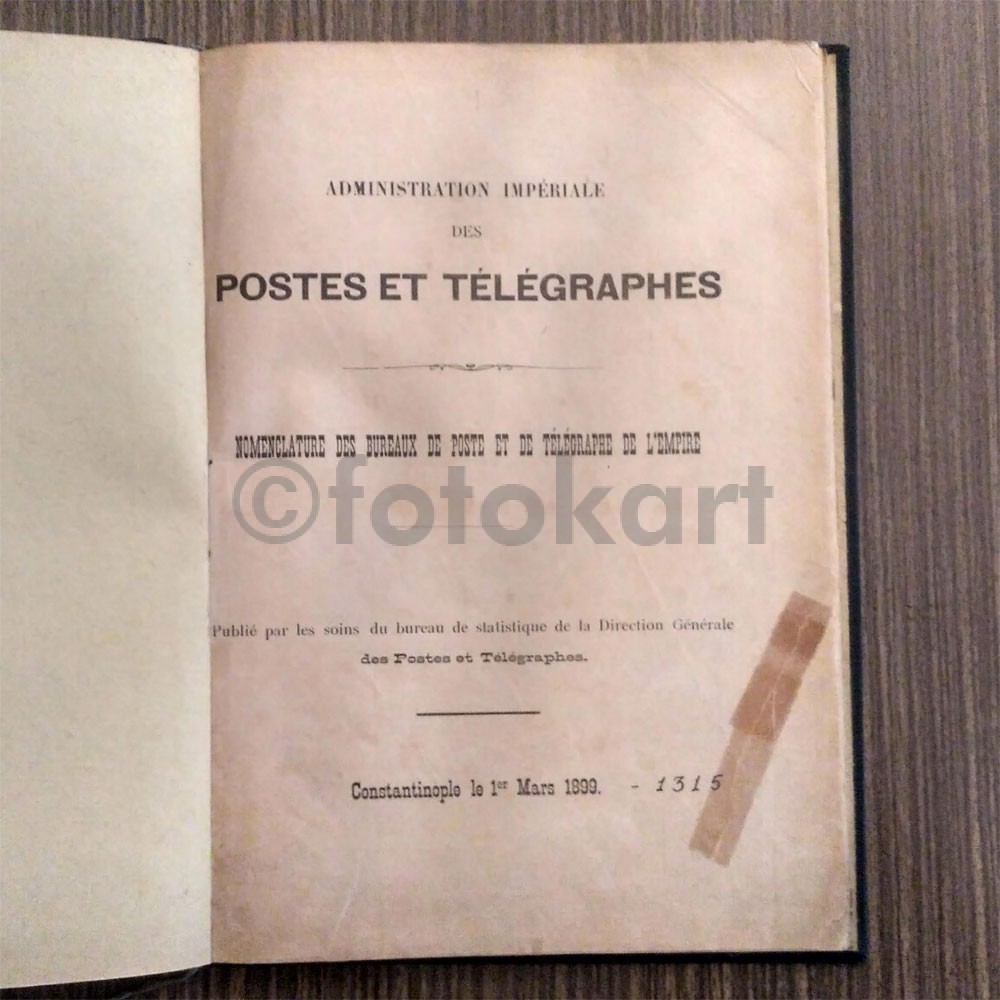 ADMINISTRATION IMPÉRIALE
DES
POSTES ET TÉLÉGRAPHES
NOMENCLATURE DES BUREAUX DE POSTE ET DE TÉLÉGRAPHE DE L'EMPIRE
©fotokart
Publié par les soins du bureau de statistique de la Direction Générale
des Postes et Télégraphes.
Constantinople le 1er Mars 1899. - 1315